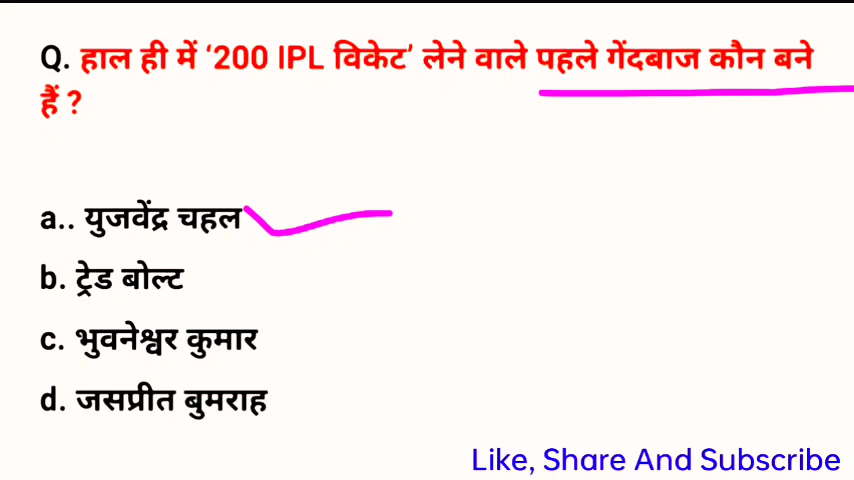 Q. हाल ही में ‘200 IPL विकेट’ लेने वाले पहले गेंदबाज कौन बने
हैं ?
a.. युजवेंद्र चहल
b. ट्रेड बोल्ट
c. भुवनेश्वर कुमार
d. जसप्रीत बुमराह
Like, Share And Subscribe